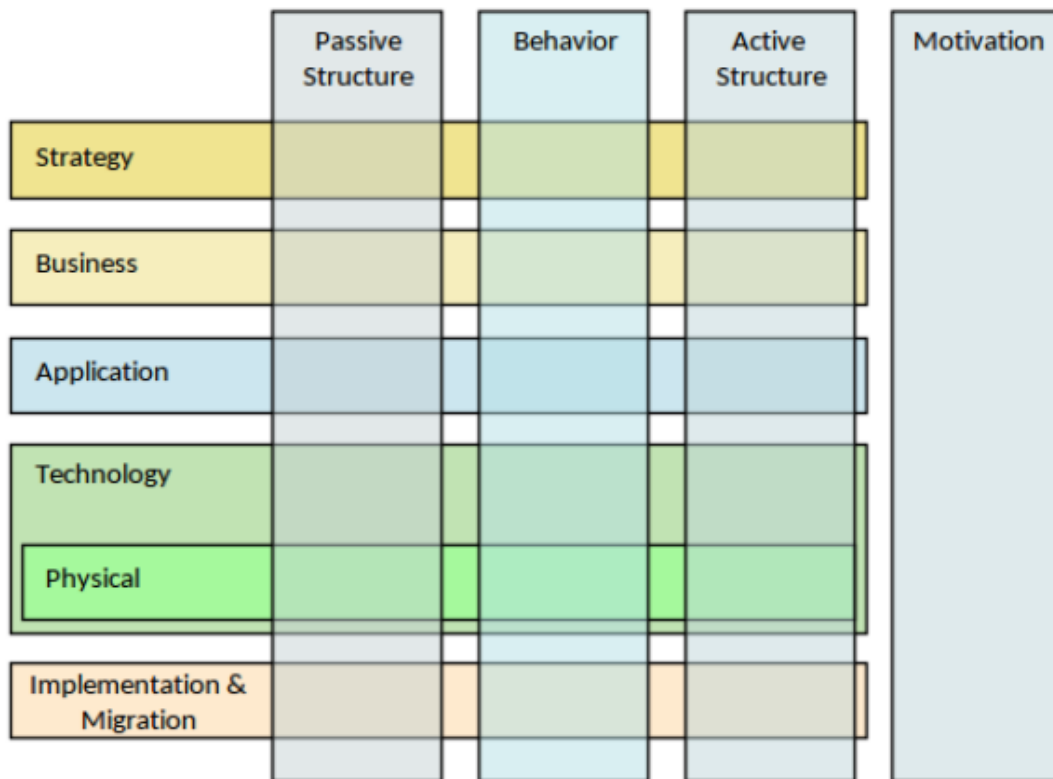 Passive
Structure
Behavior
Active
Structure
Motivation
Strategy
Business
Application
Technology
Physical
Implementation &
Migration